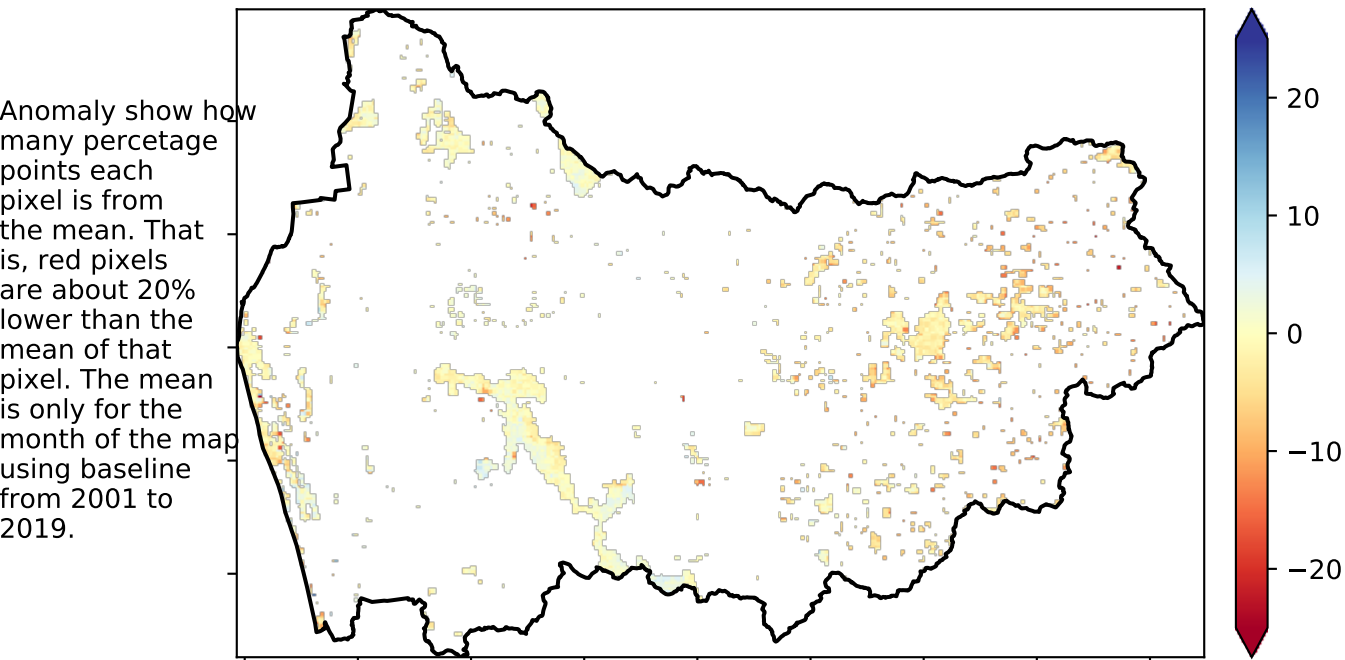 Anomaly show how
many percetage
points each
pixel is from
the mean. That
is, red pixels
are about 20%
lower than the
mean of that
pixel. The mean
is only for the
month of the map
using baseline
from 2001 to
2019.
20
10
0
−10
−20